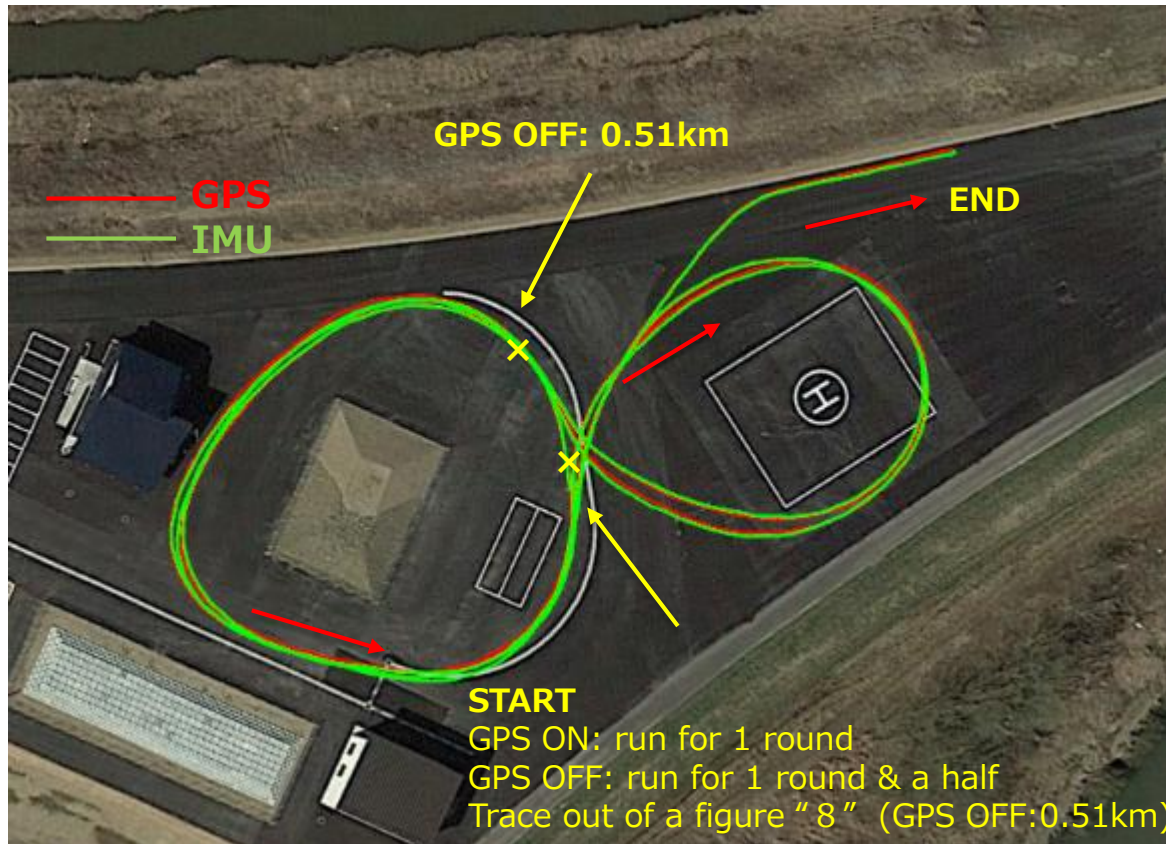 GPS OFF: 0.51km
GPS
IMU
END
H
START
GPS ON: run for 1 round
GPS OFF: run for 1 round & a half
Trace out of a figure “8” (GPS OFF:0.51km)